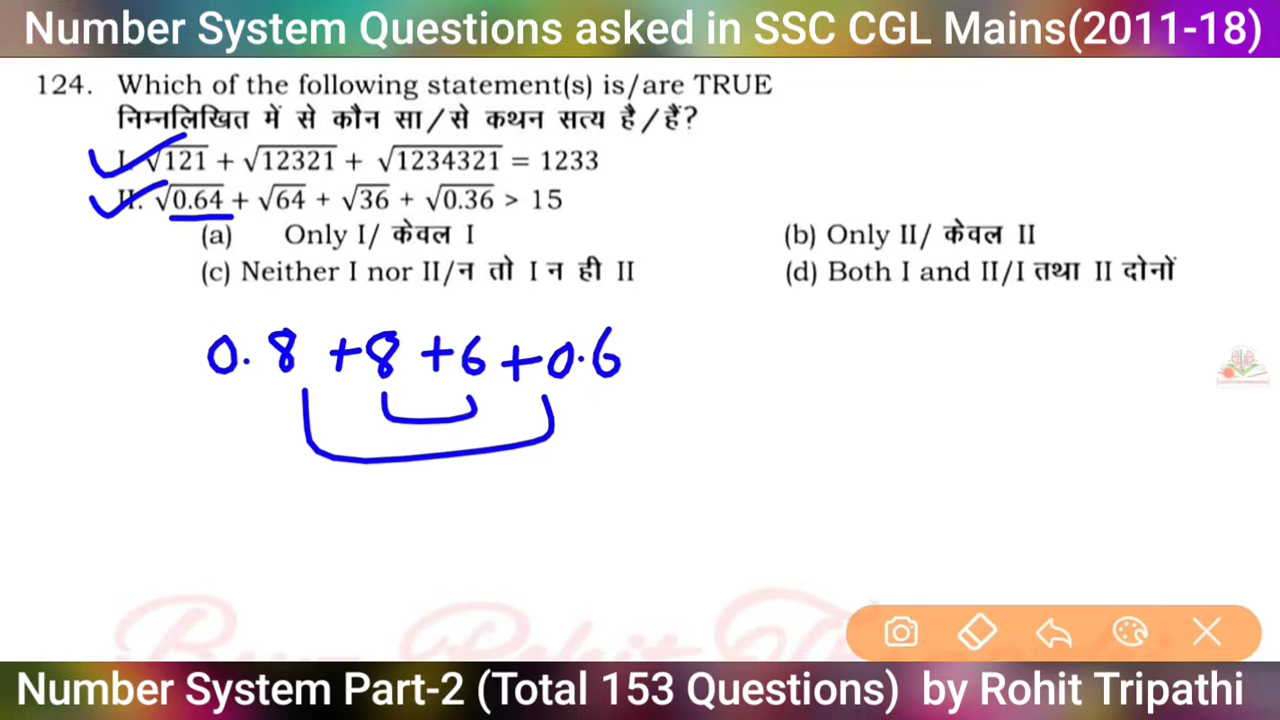 Number System Questions asked in SSC CGL Mains(2011-18)
124. Which of the following statement(s) is/are TRUE
निम्नलिखित में से कौन सा/से कथन सत्य है/हैं?
I. √121 + √12321 + √1234321 = 1233
II. √0.64 + √64 + √36 + √0.36 > 15
(a) Only I/ केवल I (b) Only II/ केवल II
(c) Neither I nor II/न तो I न ही II (d) Both I and II/I तथा II दोनों
0.8 + 8 + 6 + 0.6
Number System Part-2 (Total 153 Questions) by Rohit Tripathi